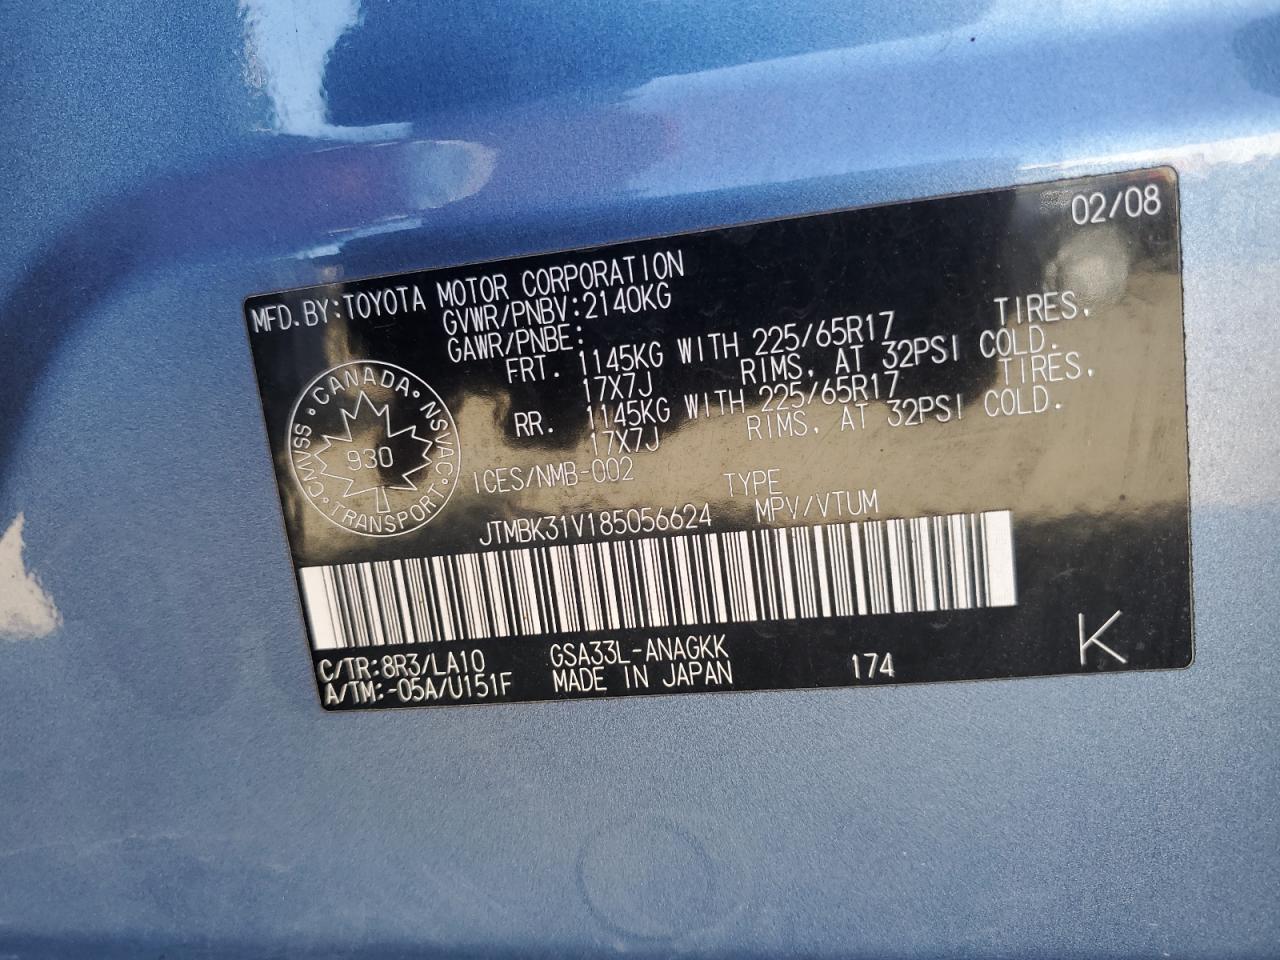 02/08
MFD. BY: TOYOTA MOTOR CORPORATION
GVWR/PNBV: 2140KG
GAWR/PNBE:
FRT. 1145KG WITH 225/65R17 TIRES,
17X7J RIMS, AT 32PSI COLD.
RR. 1145KG WITH 225/65R17 TIRES,
17X7J RIMS, AT 32PSI COLD.
CMVSS • CANADA • NSVAC • TRANSPORT •
930
ICES/NMB-002
TYPE
JTMBK31V185056624 MPV/VTUM
C/TR: 8R3/LA10 GSA33L-ANAGKK
A/TM: -05A/U151F MADE IN JAPAN 174 K